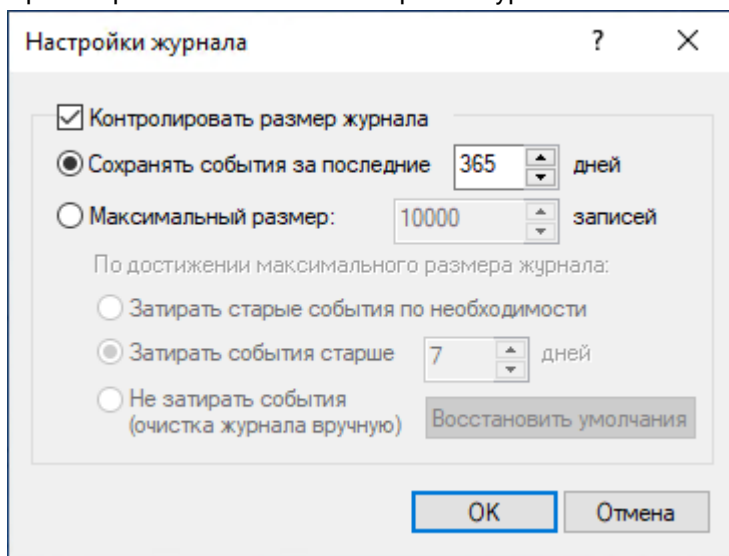 Настройки журнала ?
Контролировать размер журнала
Сохранять события за последние 365 дней
Максимальный размер: 10000 записей
По достижении максимального размера журнала:
Затирать старые события по необходимости
Затирать события старше 7 дней
Не затирать события
(очистка журнала вручную) Восстановить умолчания
OK Отмена